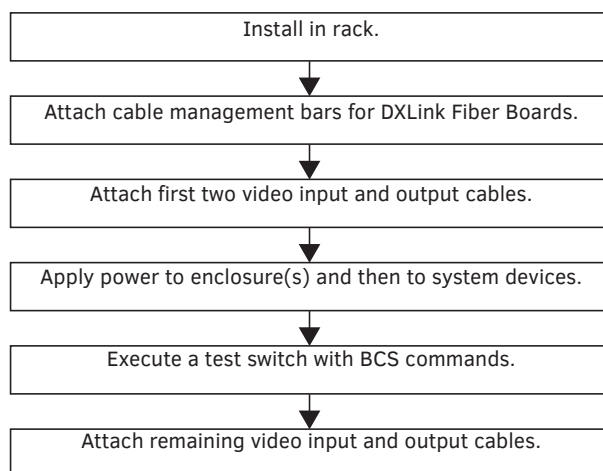 Install in rack.
Attach cable management bars for DXLink Fiber Boards.
Attach first two video input and output cables.
Apply power to enclosure(s) and then to system devices.
Execute a test switch with BCS commands.
Attach remaining video input and output cables.